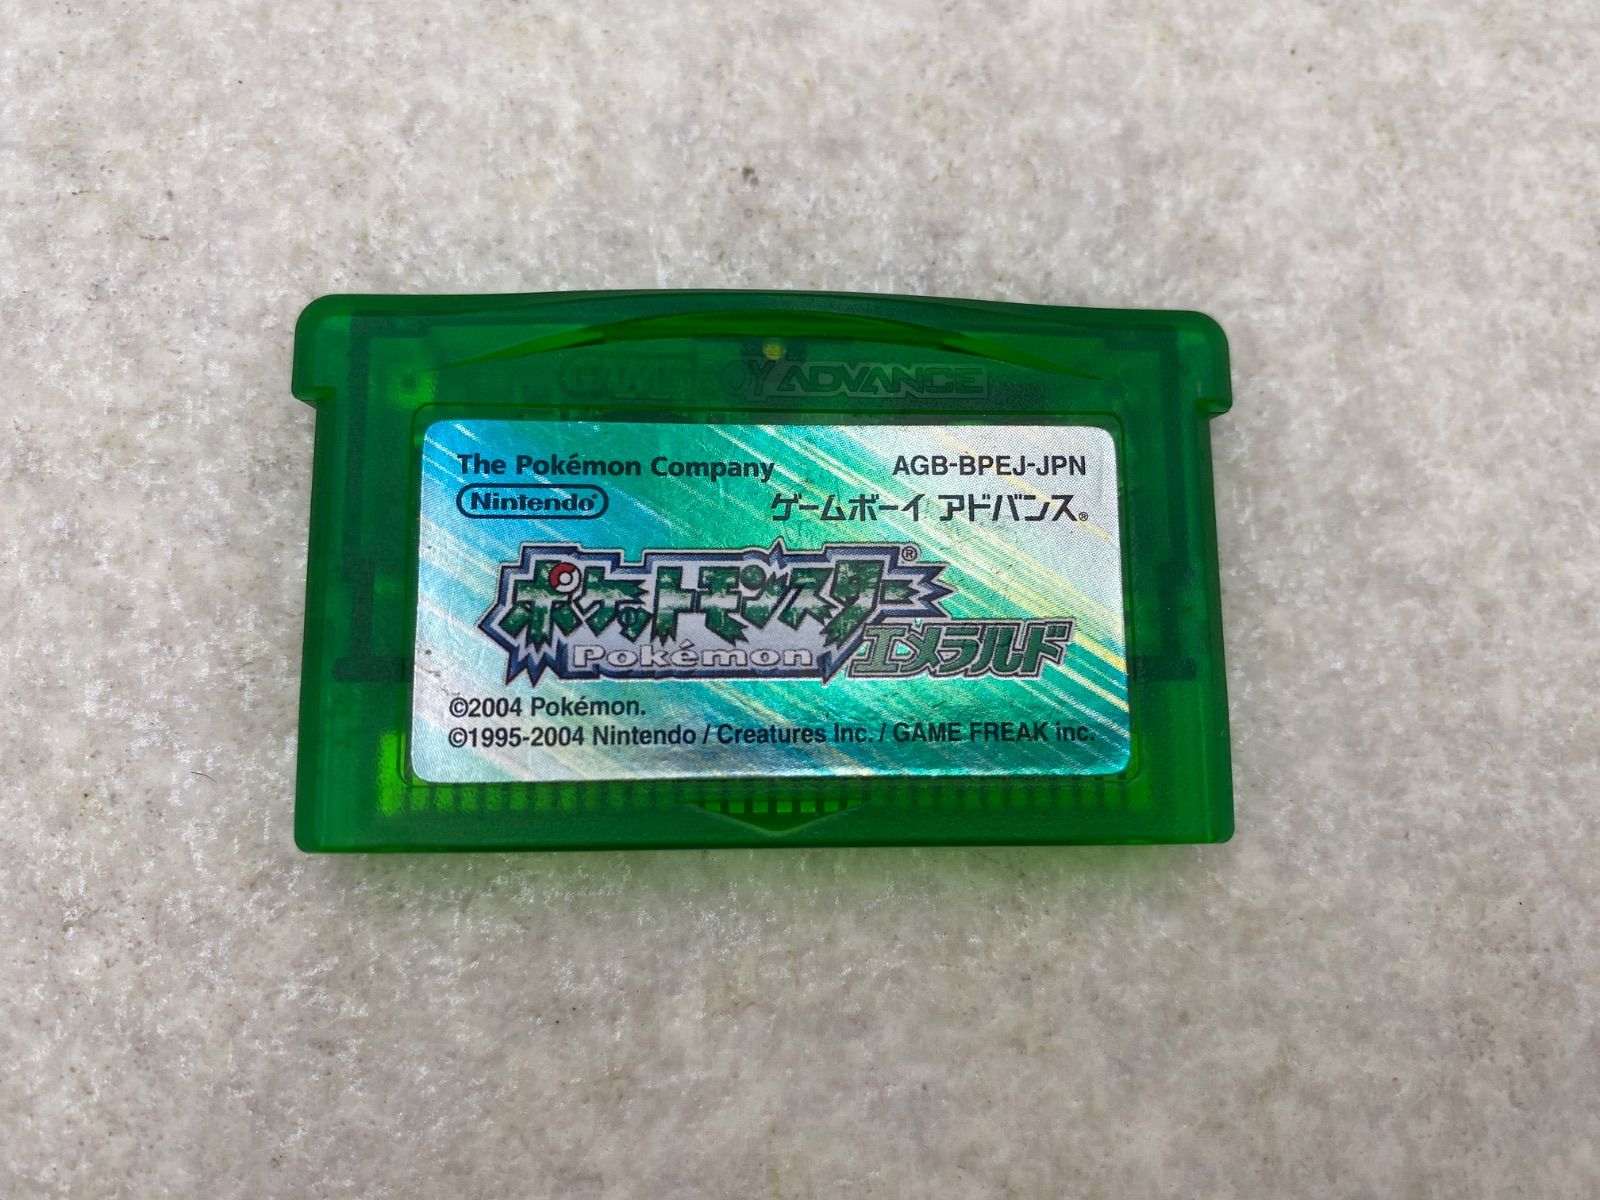 GAME BOY ADVANCE
The Pokémon Company AGB-BPEJ-JPN
Nintendo ゲームボーイ アドバンス®
ポケットモンスター®
Pokémon エメラルド
©2004 Pokémon.
©1995-2004 Nintendo / Creatures Inc. / GAME FREAK inc.